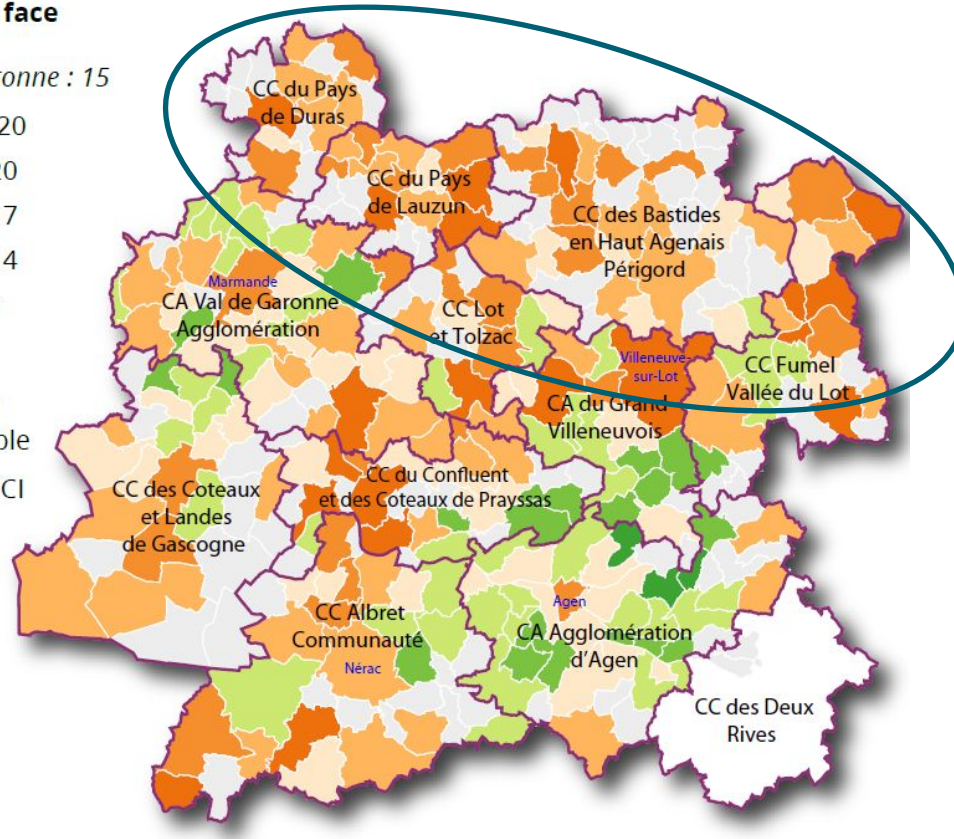 face
onne : 15
20
20
7
4
ole
CI
CC du Pays
de Duras
CC du Pays
de Lauzun
CC des Bastides
en Haut Agenais
Périgord
Marmande
CA Val de Garonne
Agglomération
CC Lot
et Tolzac
Villeneuve-
sur-Lot
CC Fumel
Vallée du Lot
CA du Grand
Villeneuvois
CC du Confluent
et des Coteaux de Prayssas
CC des Coteaux
et Landes
de Gascogne
Agen
CC Albret
Communauté
Nérac
CA Agglomération
d'Agen
CC des Deux
Rives